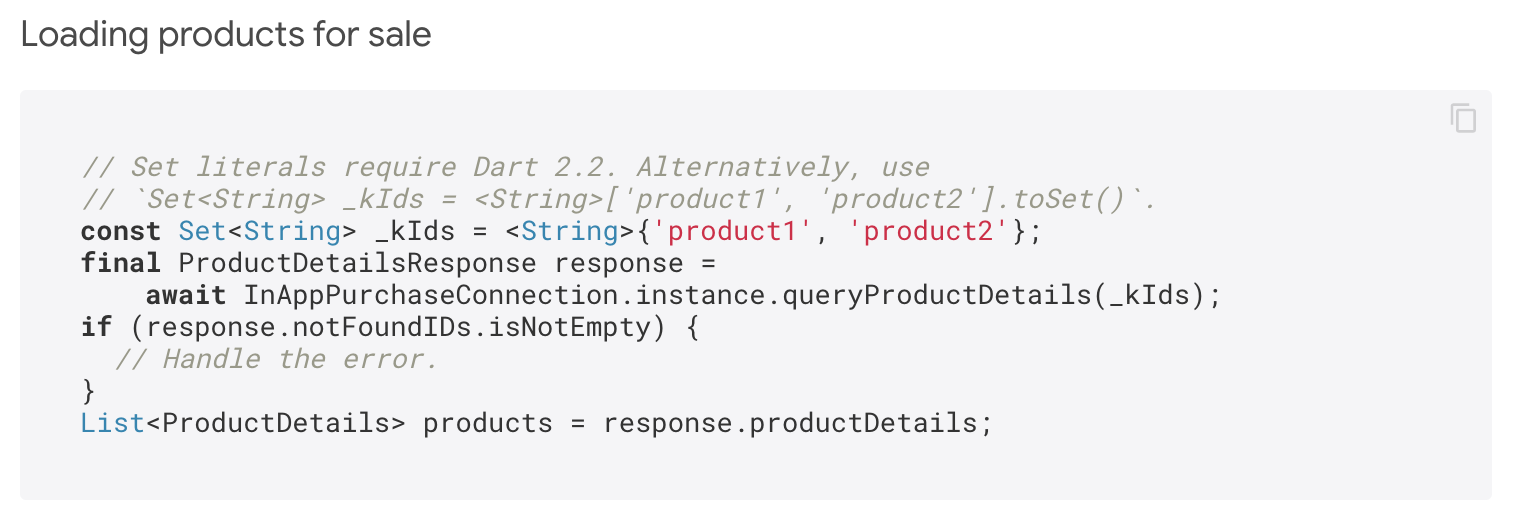 Loading products for sale
// Set literals require Dart 2.2. Alternatively, use
// `Set<String> _kIds = <String>['product1', 'product2'].toSet()`.
const Set<String> _kIds = <String>{'product1', 'product2'};
final ProductDetailsResponse response =
    await InAppPurchaseConnection.instance.queryProductDetails(_kIds);
if (response.notFoundIDs.isNotEmpty) {
  // Handle the error.
}
List<ProductDetails> products = response.productDetails;